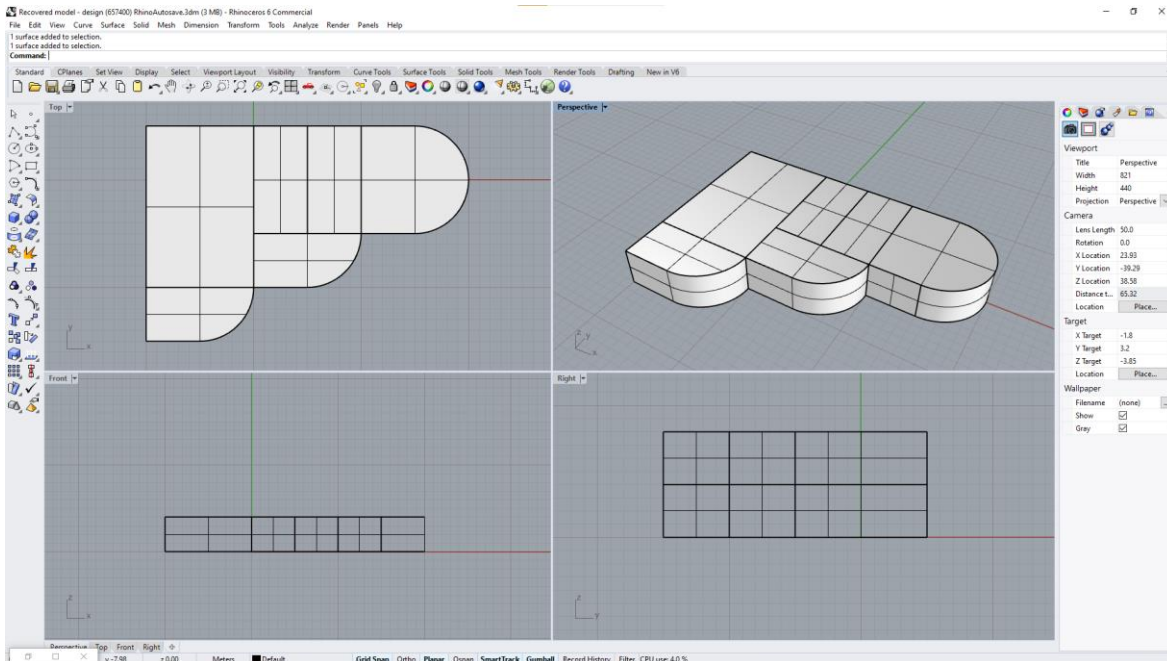 Recovered model - design (657400) RhinoAutosave.3dm (3 MB) - Rhinoceros 6 Commercial
File Edit View Curve Surface Solid Mesh Dimension Transform Tools Analyze Render Panels Help
1 surface added to selection.
1 surface added to selection.
Command:
Standard CPlanes Set View Display Select Viewport Layout Visibility Transform Curve Tools Surface Tools Solid Tools Mesh Tools Render Tools Drafting New in V6
Top
Perspective
Viewport
Title Perspective
Width 821
Height 440
Projection Perspective
Camera
Lens Length 50.0
Rotation 0.0
X Location 23.93
Y Location -39.29
Z Location 38.58
Distance t... 65.32
Location Place...
Target
X Target -1.8
Y Target 3.2
Z Target -3.85
Location Place...
Wallpaper
Filename (none)
Show
Gray
y
x
z y
x
Front
Right
z
x
z
y
Perspective Top Front Right
y -7.98 z 0.00 Meters Default Grid Snap Ortho Planar Osnap SmartTrack Gumball Record History Filter CPU use: 4.0 %